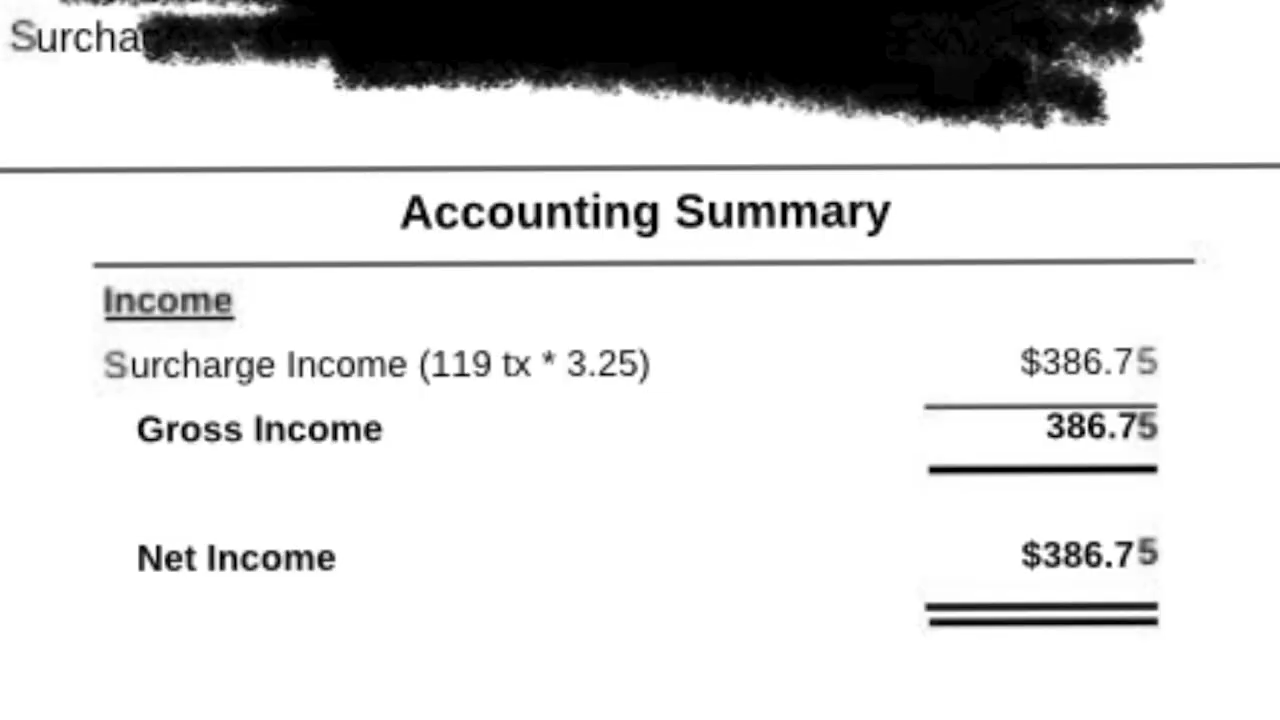 Accounting Summary
Income
Surcharge Income (119 tx * 3.25) $386.75
Gross Income 386.75
Net Income $386.75